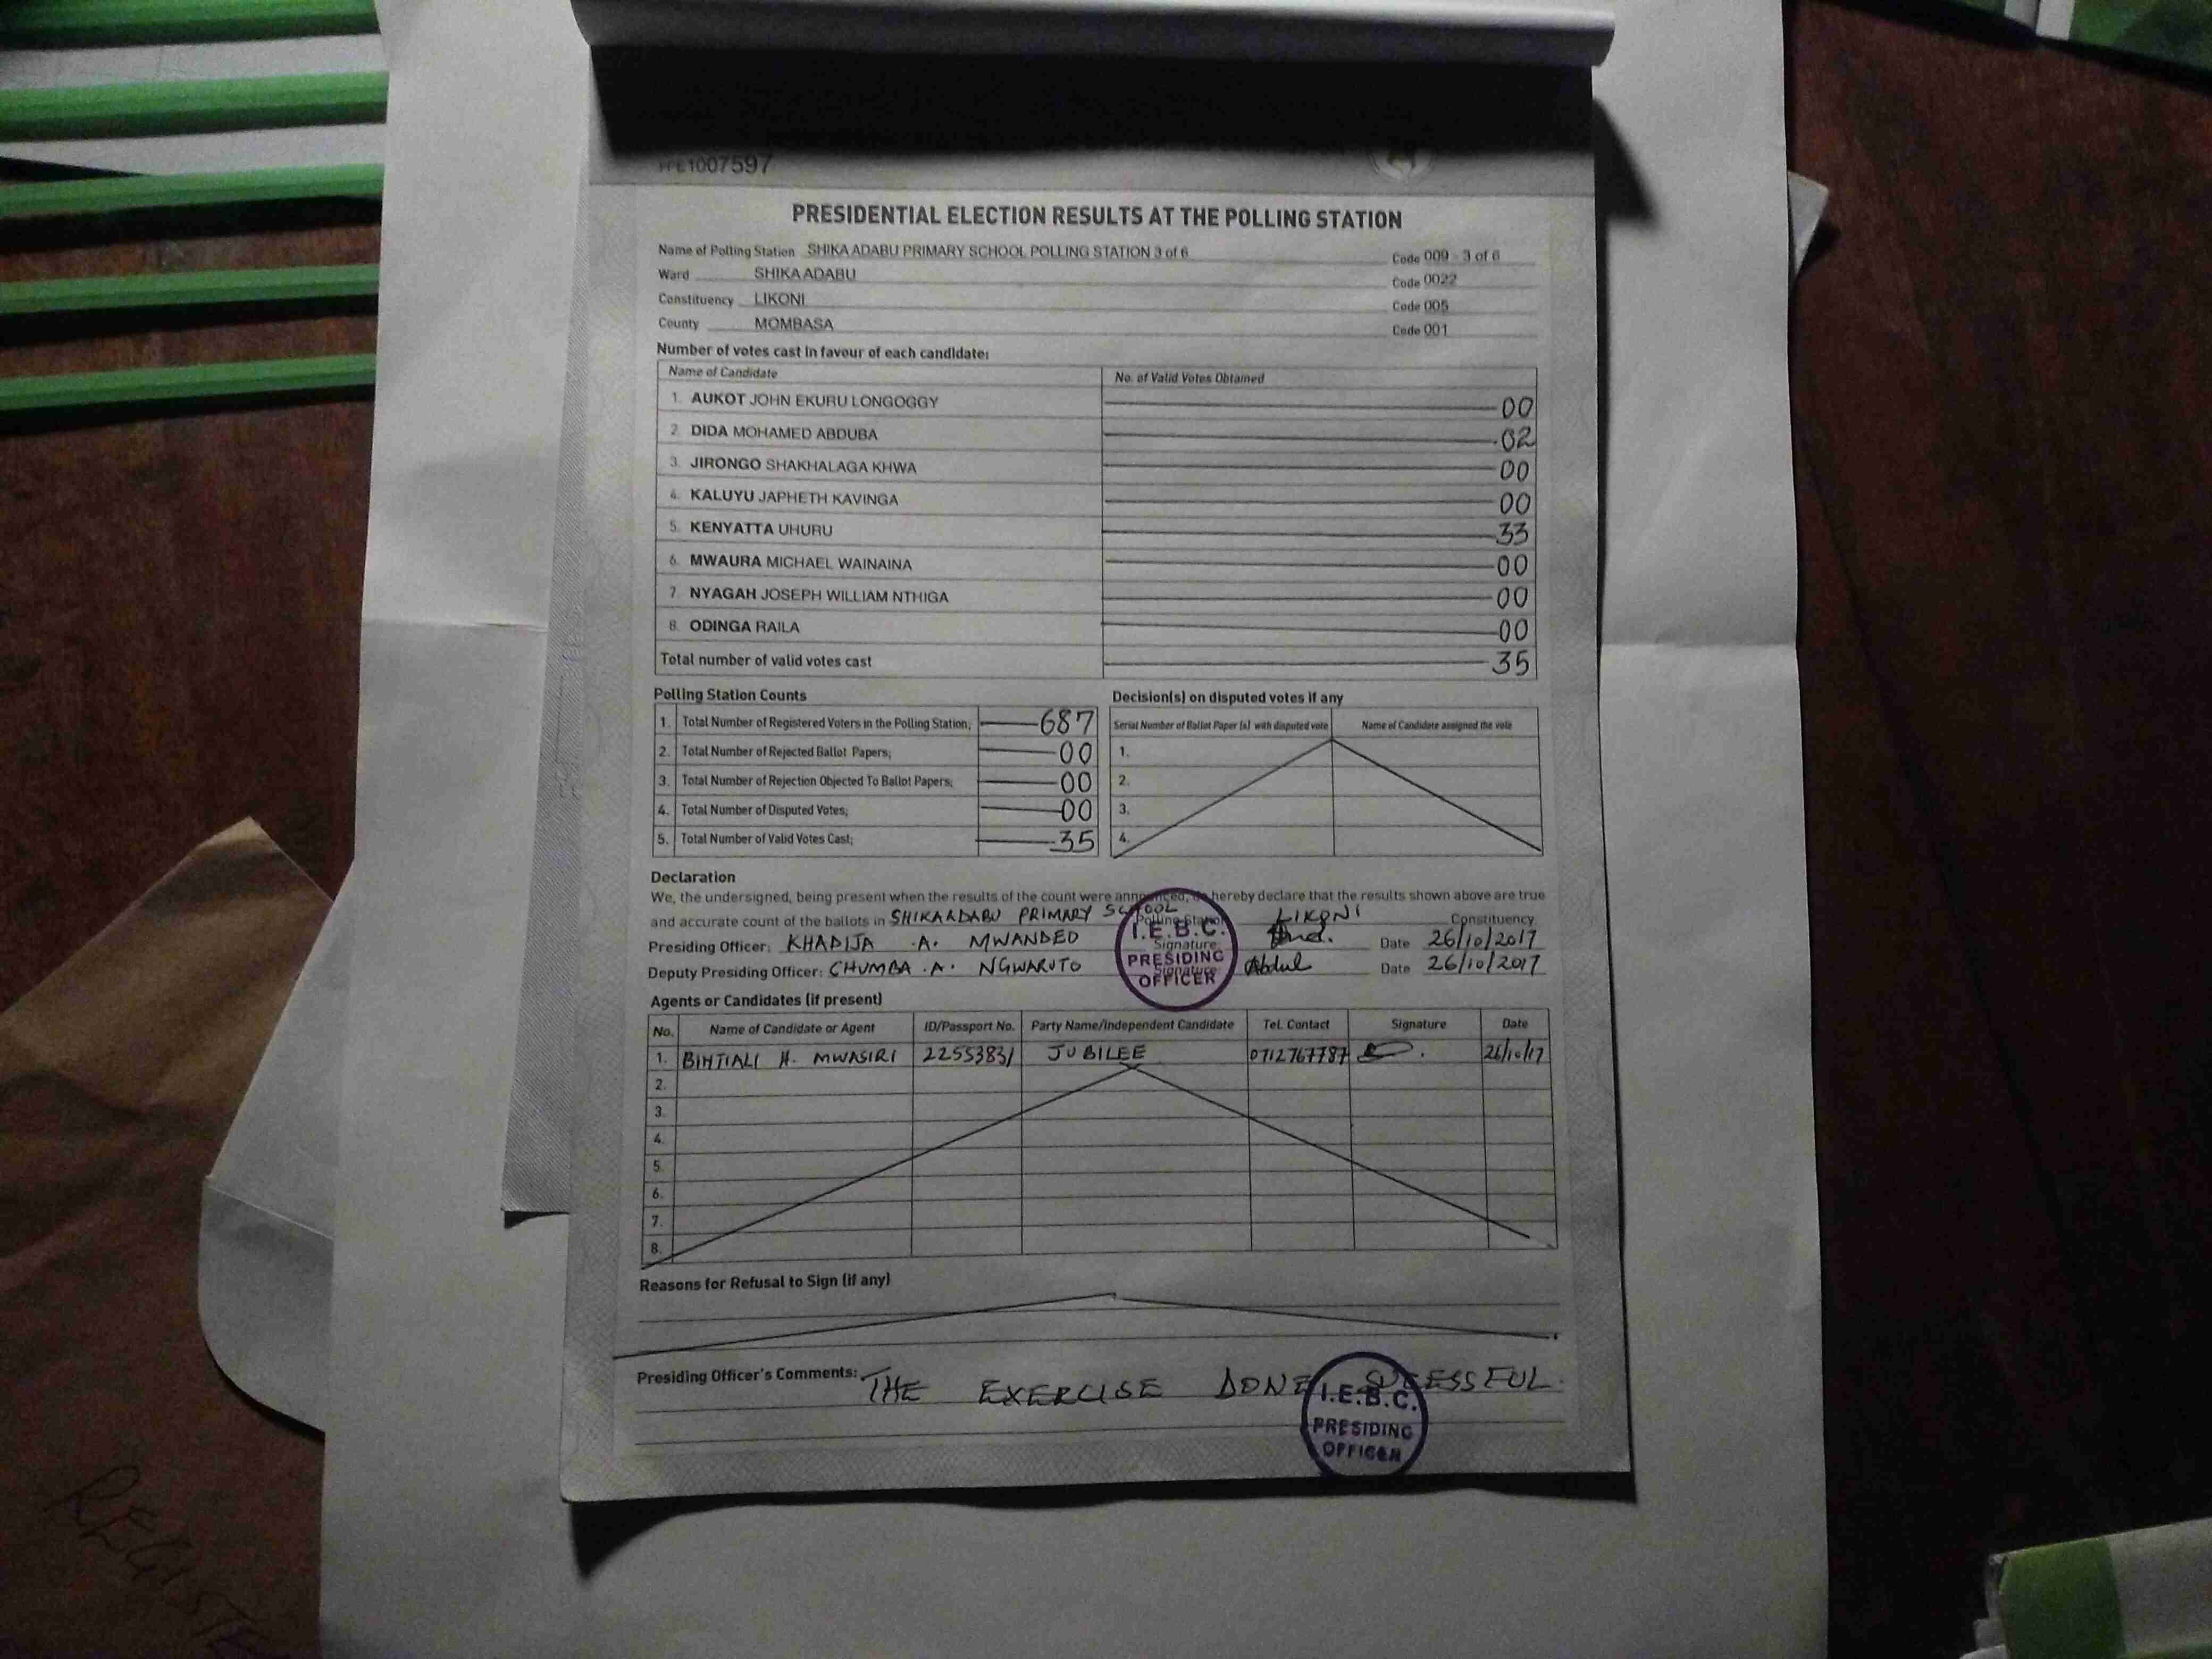 1007597
PRESIDENTIAL ELECTION RESULTS AT THE POLLING STATION
Name of Polling Station SHIKA ADABU PRIMARY SCHOOL POLLING STATION 3 of 6 Code 009 - 3 of 6
Ward SHIKA ADABU Code 0022
Constituency LIKONI Code 005
County MOMBASA Code 001
Number of votes cast in favour of each candidate:
Name of Candidate No. of Valid Votes Obtained
1. AUKOT JOHN EKURU LONGOGGY 00
2. DIDA MOHAMED ABDUBA 02
3. JIRONGO SHAKHALAGA KHWA 00
4. KALUYU JAPHETH KAVINGA 00
5. KENYATTA UHURU 33
6. MWAURA MICHAEL WAINAINA 00
7. NYAGAH JOSEPH WILLIAM NTHIGA 00
8. ODINGA RAILA 00
Total number of valid votes cast 35
Polling Station Counts
1. Total Number of Registered Voters in the Polling Station; 687
2. Total Number of Rejected Ballot Papers; 00
3. Total Number of Rejection Objected To Ballot Papers; 00
4. Total Number of Disputed Votes; 00
5. Total Number of Valid Votes Cast; 35
Decision(s) on disputed votes if any
Serial Number of Ballot Paper (s) with disputed vote Name of Candidate assigned the vote
1.
2.
3.
4.
Declaration
We, the undersigned, being present when the results of the count were announced, do hereby declare that the results shown above are true
and accurate count of the ballots in SHIKAADABU PRIMARY SCHOOL Polling Station LIKONI Constituency.
Presiding Officer: KHADIJA .A. MWANDED Signature: Date 26/10/2017
Deputy Presiding Officer: CHUMBA .A. NGWARUTO Signature: Abdul Date 26/10/2017
I.E.B.C.
PRESIDING
OFFICER
Agents or Candidates (if present)
No. Name of Candidate or Agent ID/Passport No. Party Name/Independent Candidate Tel. Contact Signature Date
1. BINTIALI H. MWASIRI 22553831 JUBILEE 0712767787 26/10/17
2.
3.
4.
5.
6.
7.
8.
Reasons for Refusal to Sign (if any)
Presiding Officer's Comments: THE EXERCISE DONE SUCESSFUL.
I.E.B.C.
PRESIDING
OFFICER